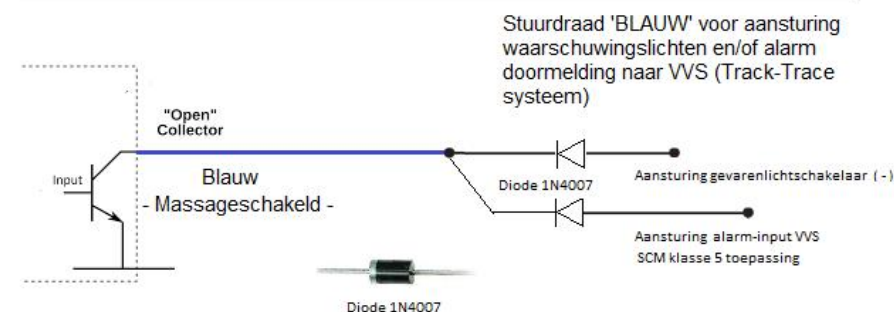 Stuurdraad 'BLAUW' voor aansturing
waarschuwingslichten en/of alarm
doormelding naar VVS (Track-Trace
systeem)
"Open"
Collector
Input
Blauw
- Massageschakeld -
Diode 1N4007
Aansturing gevarenlichtschakelaar ( - )
Aansturing alarm-input VVS
SCM klasse 5 toepassing
Diode 1N4007